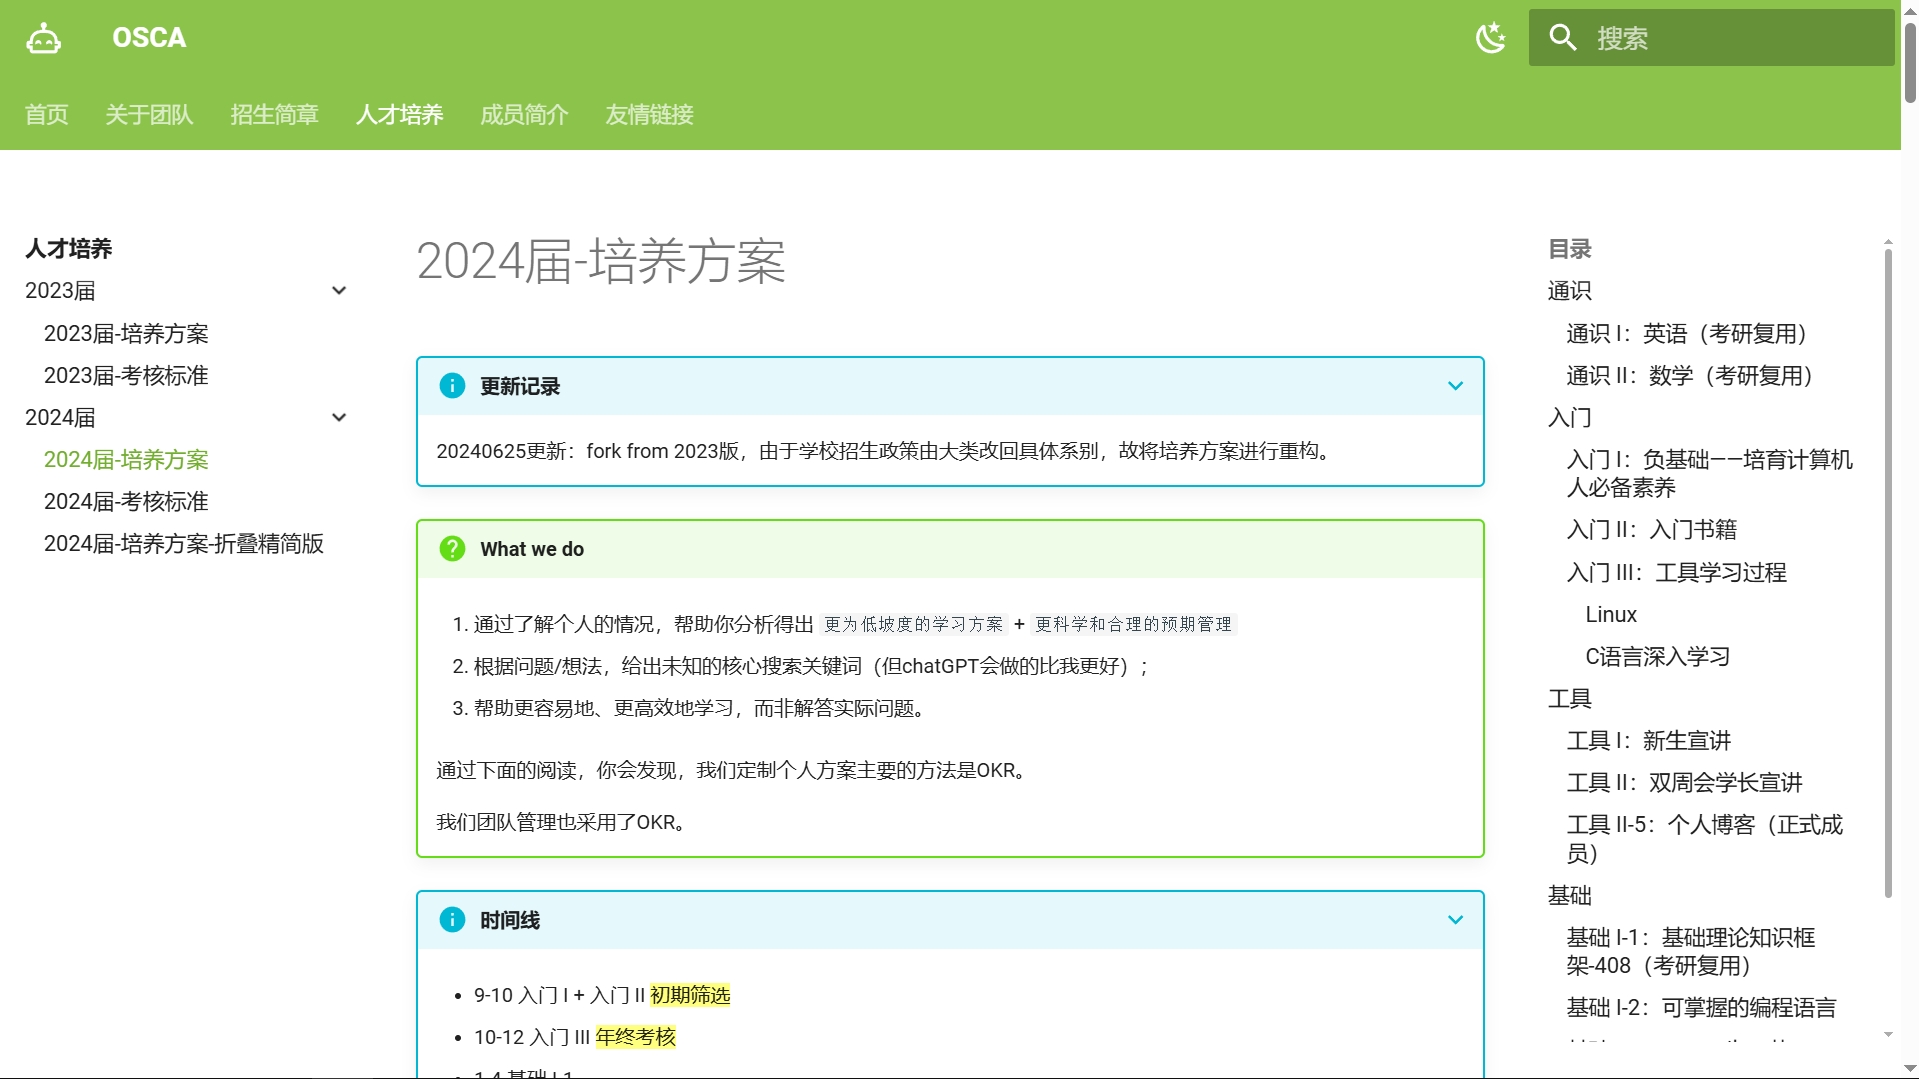 OSCA
搜索
首页 关于团队 招生简章 人才培养 成员简介 友情链接
人才培养
2023届
2023届-培养方案
2023届-考核标准
2024届
2024届-培养方案
2024届-考核标准
2024届-培养方案-折叠精简版
2024届-培养方案
更新记录
20240625更新：fork from 2023版，由于学校招生政策由大类改回具体系别，故将培养方案进行重构。
What we do
1. 通过了解个人的情况，帮助你分析得出 更为低坡度的学习方案 + 更科学和合理的预期管理
2. 根据问题/想法，给出未知的核心搜索关键词（但chatGPT会做的比我更好）；
3. 帮助更容易地、更高效地学习，而非解答实际问题。
通过下面的阅读，你会发现，我们定制个人方案主要的方法是OKR。
我们团队管理也采用了OKR。
时间线
• 9-10 入门 I + 入门 II 初期筛选
• 10-12 入门 III 年终考核
• 1-4 基础 I-1
目录
通识
通识 I：英语（考研复用）
通识 II：数学（考研复用）
入门
入门 I：负基础——培育计算机
人必备素养
入门 II：入门书籍
入门 III：工具学习过程
Linux
C语言深入学习
工具
工具 I：新生宣讲
工具 II：双周会学长宣讲
工具 II-5：个人博客（正式成
员）
基础
基础 I-1：基础理论知识框
架-408（考研复用）
基础 I-2：可掌握的编程语言